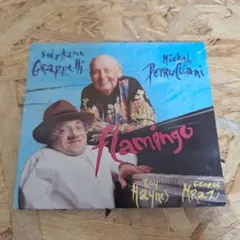 Stéphane
Grappelli
Michel
Petrucciani
flamingo
Roy
Haynes
George
Mraz